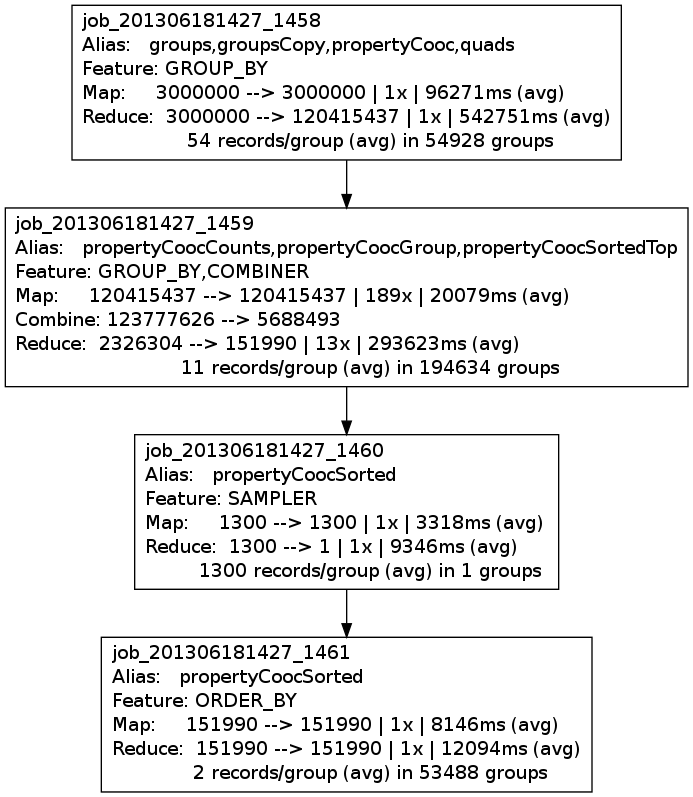 job_201306181427_1458
Alias: groups,groupsCopy,propertyCooc,quads
Feature: GROUP_BY
Map: 3000000 --> 3000000 | 1x | 96271ms (avg)
Reduce: 3000000 --> 120415437 | 1x | 542751ms (avg)
54 records/group (avg) in 54928 groups
job_201306181427_1459
Alias: propertyCoocCounts,propertyCoocGroup,propertyCoocSortedTop
Feature: GROUP_BY,COMBINER
Map: 120415437 --> 120415437 | 189x | 20079ms (avg)
Combine: 123777626 --> 5688493
Reduce: 2326304 --> 151990 | 13x | 293623ms (avg)
11 records/group (avg) in 194634 groups
job_201306181427_1460
Alias: propertyCoocSorted
Feature: SAMPLER
Map: 1300 --> 1300 | 1x | 3318ms (avg)
Reduce: 1300 --> 1 | 1x | 9346ms (avg)
1300 records/group (avg) in 1 groups
job_201306181427_1461
Alias: propertyCoocSorted
Feature: ORDER_BY
Map: 151990 --> 151990 | 1x | 8146ms (avg)
Reduce: 151990 --> 151990 | 1x | 12094ms (avg)
2 records/group (avg) in 53488 groups